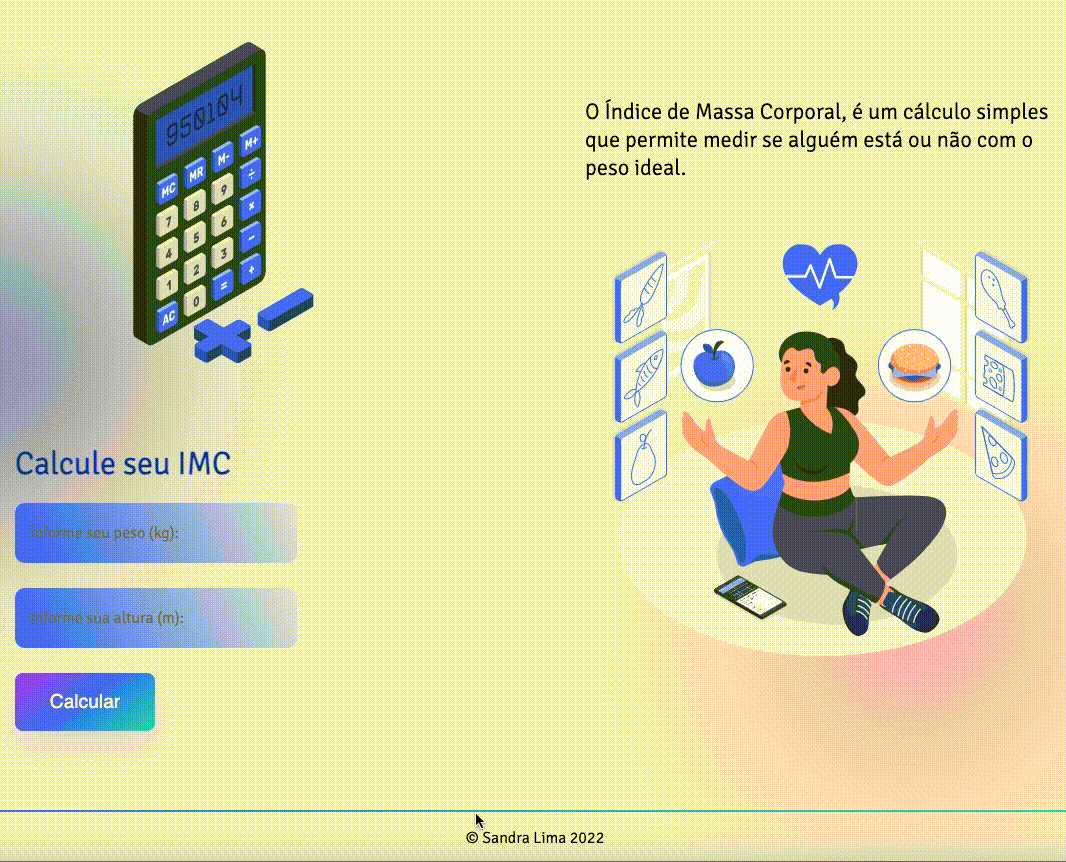 950104
MC MR M- M+
7 8 9 ÷
4 5 6 ×
1 2 3 −
AC 0 = +
Calcule seu IMC
Informe seu peso (kg):
Informe sua altura (m):
Calcular
O Índice de Massa Corporal, é um cálculo simples
que permite medir se alguém está ou não com o
peso ideal.
© Sandra Lima 2022